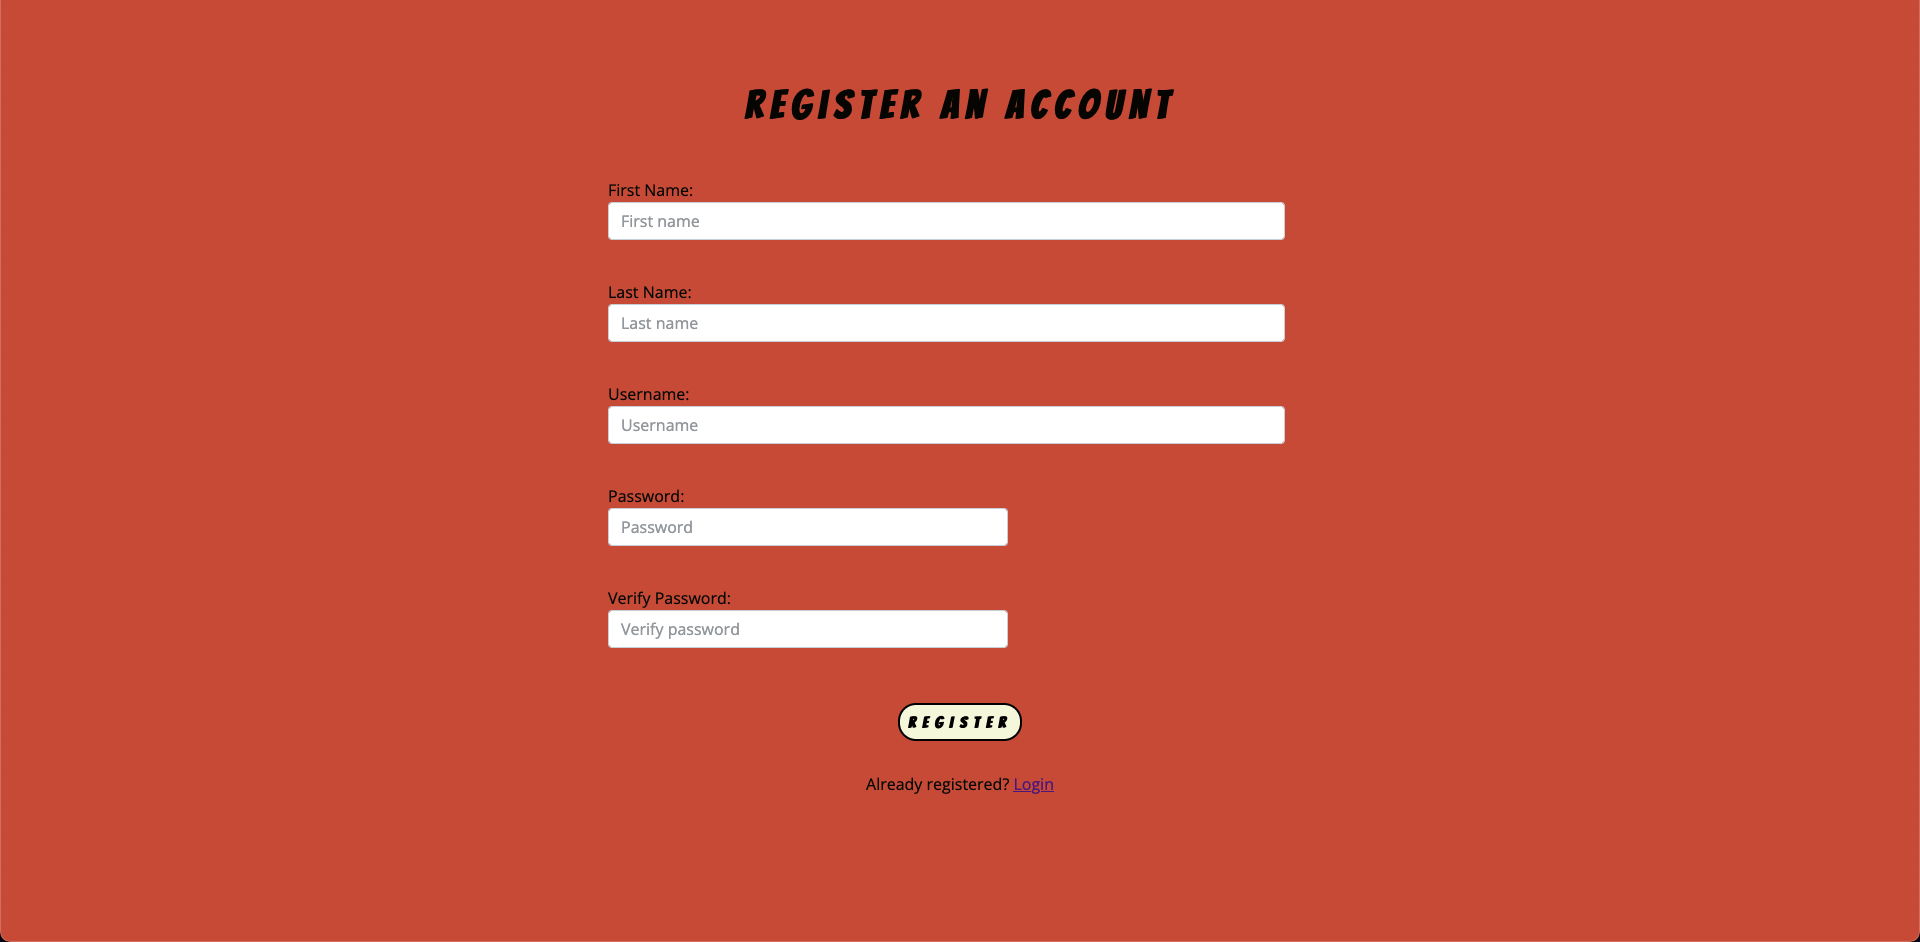 REGISTER AN ACCOUNT
First Name:
First name
Last Name:
Last name
Username:
Username
Password:
Password
Verify Password:
Verify password
REGISTER
Already registered? Login